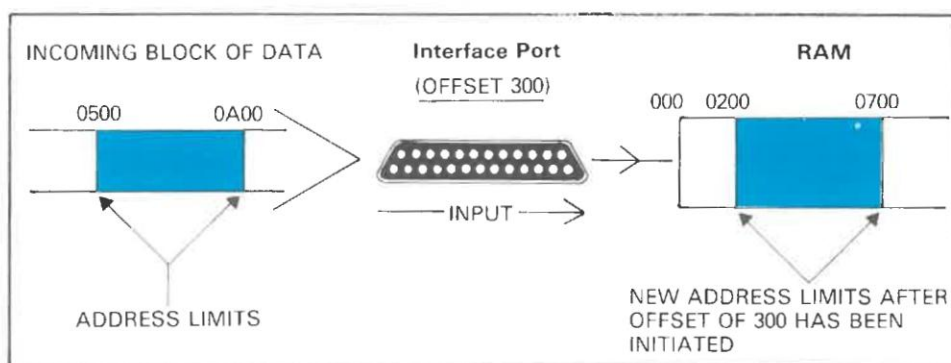 INCOMING BLOCK OF DATA
0500 0A00
ADDRESS LIMITS
Interface Port
(OFFSET 300)
INPUT
RAM
000 0200 0700
NEW ADDRESS LIMITS AFTER
OFFSET OF 300 HAS BEEN
INITIATED